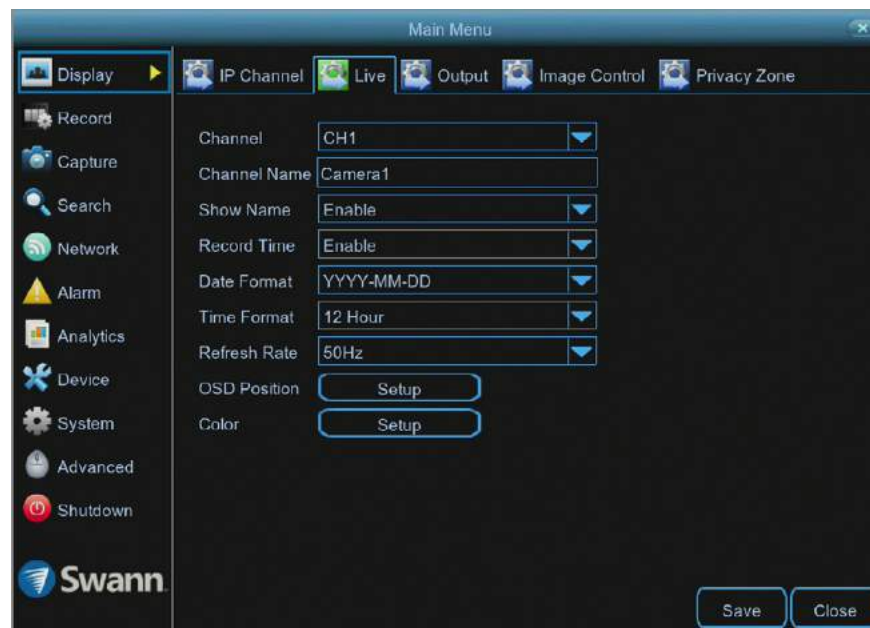 Main Menu
Display
Record
Capture
Search
Network
Alarm
Analytics
Device
System
Advanced
Shutdown
Swann
IP Channel Live Output Image Control Privacy Zone
Channel CH1
Channel Name Camera1
Show Name Enable
Record Time Enable
Date Format YYYY-MM-DD
Time Format 12 Hour
Refresh Rate 50Hz
OSD Position Setup
Color Setup
Save Close